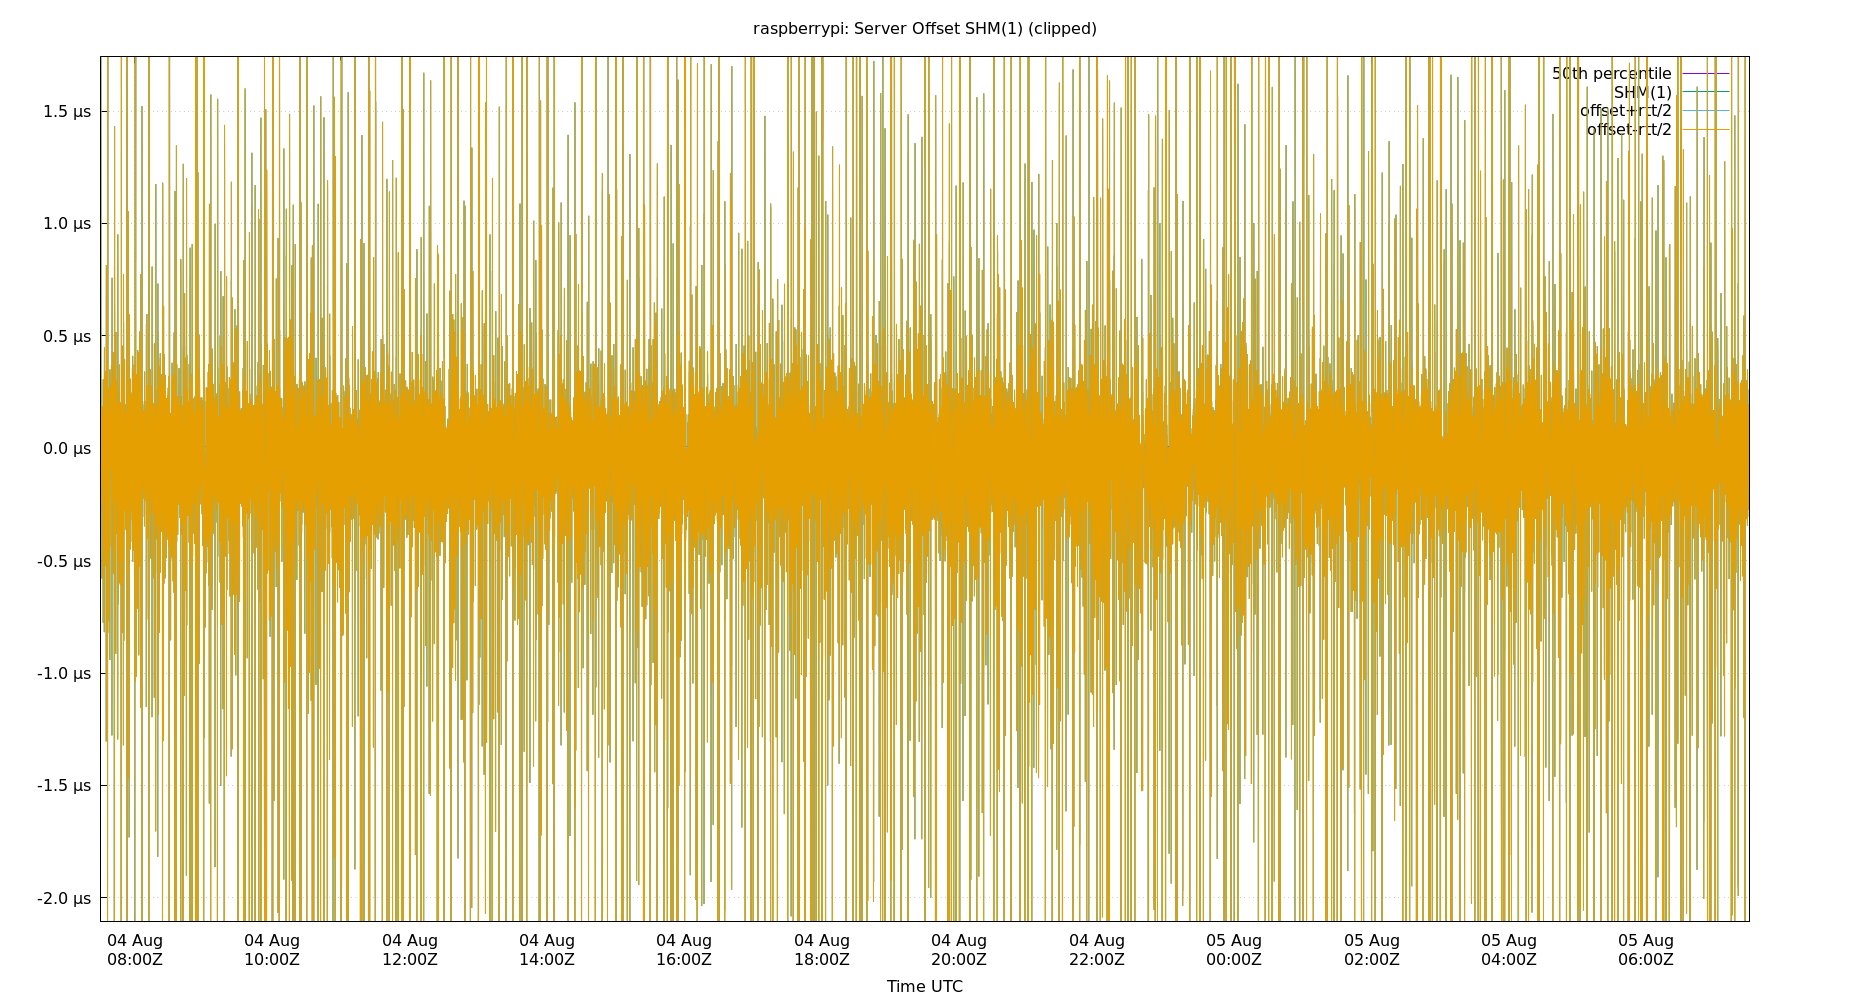 raspberrypi: Server Offset SHM(1) (clipped)
50th percentile
SHM(1)
offset+rtt/2
offset-rtt/2
1.5 µs
1.0 µs
0.5 µs
0.0 µs
-0.5 µs
-1.0 µs
-1.5 µs
-2.0 µs
04 Aug 04 Aug 04 Aug 04 Aug 04 Aug 04 Aug 04 Aug 04 Aug 05 Aug 05 Aug 05 Aug 05 Aug
08:00Z 10:00Z 12:00Z 14:00Z 16:00Z 18:00Z 20:00Z 22:00Z 00:00Z 02:00Z 04:00Z 06:00Z
Time UTC